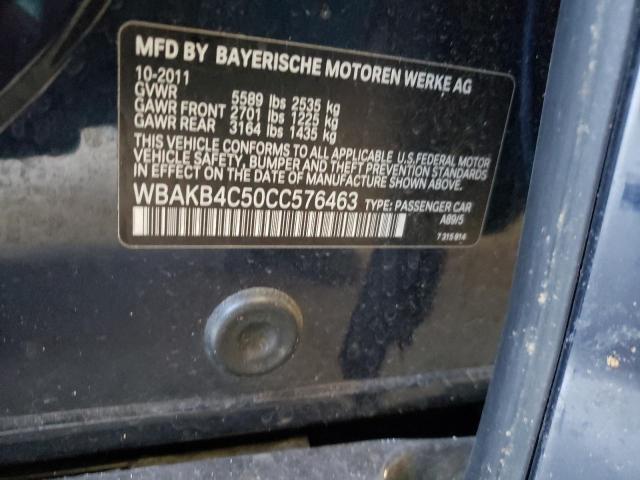 MFD BY BAYERISCHE MOTOREN WERKE AG
10-2011
GVWR 5589 lbs 2535 kg
GAWR FRONT 2701 lbs 1225 kg
GAWR REAR 3164 lbs 1435 kg
THIS VEHICLE CONFORMS TO ALL APPLICABLE U.S. FEDERAL MOTOR
VEHICLE SAFETY, BUMPER AND THEFT PREVENTION STANDARDS
IN EFFECT ON THE DATE OF MANUFACTURE SHOWN ABOVE.
WBAKB4C50CC576463 TYPE: PASSENGER CAR
A89/5
7 215 814